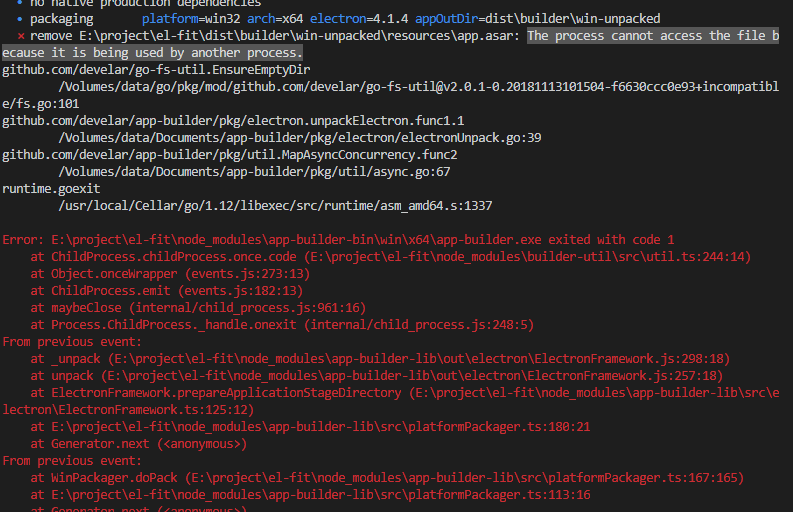 • no native production dependencies
• packaging       platform=win32 arch=x64 electron=4.1.4 appOutDir=dist\builder\win-unpacked
⨯ remove E:\project\el-fit\dist\builder\win-unpacked\resources\app.asar: The process cannot access the file b
ecause it is being used by another process.
github.com/develar/go-fs-util.EnsureEmptyDir
        /Volumes/data/go/pkg/mod/github.com/develar/go-fs-util@v2.0.1-0.20181113101504-f6630ccc0e93+incompatibl
e/fs.go:101
github.com/develar/app-builder/pkg/electron.unpackElectron.func1.1
        /Volumes/data/Documents/app-builder/pkg/electron/electronUnpack.go:39
github.com/develar/app-builder/pkg/util.MapAsyncConcurrency.func2
        /Volumes/data/Documents/app-builder/pkg/util/async.go:67
runtime.goexit
        /usr/local/Cellar/go/1.12/libexec/src/runtime/asm_amd64.s:1337
Error: E:\project\el-fit\node_modules\app-builder-bin\win\x64\app-builder.exe exited with code 1
    at ChildProcess.childProcess.once.code (E:\project\el-fit\node_modules\builder-util\src\util.ts:244:14)
    at Object.onceWrapper (events.js:273:13)
    at ChildProcess.emit (events.js:182:13)
    at maybeClose (internal/child_process.js:961:16)
    at Process.ChildProcess._handle.onexit (internal/child_process.js:248:5)
From previous event:
    at _unpack (E:\project\el-fit\node_modules\app-builder-lib\out\electron\ElectronFramework.js:298:18)
    at unpack (E:\project\el-fit\node_modules\app-builder-lib\out\electron\ElectronFramework.js:257:18)
    at ElectronFramework.prepareApplicationStageDirectory (E:\project\el-fit\node_modules\app-builder-lib\src\e
lectron\ElectronFramework.ts:125:12)
    at E:\project\el-fit\node_modules\app-builder-lib\src\platformPackager.ts:180:21
    at Generator.next (<anonymous>)
From previous event:
    at WinPackager.doPack (E:\project\el-fit\node_modules\app-builder-lib\src\platformPackager.ts:167:165)
    at E:\project\el-fit\node_modules\app-builder-lib\src\platformPackager.ts:113:16
    at Generator.next (<anonymous>)